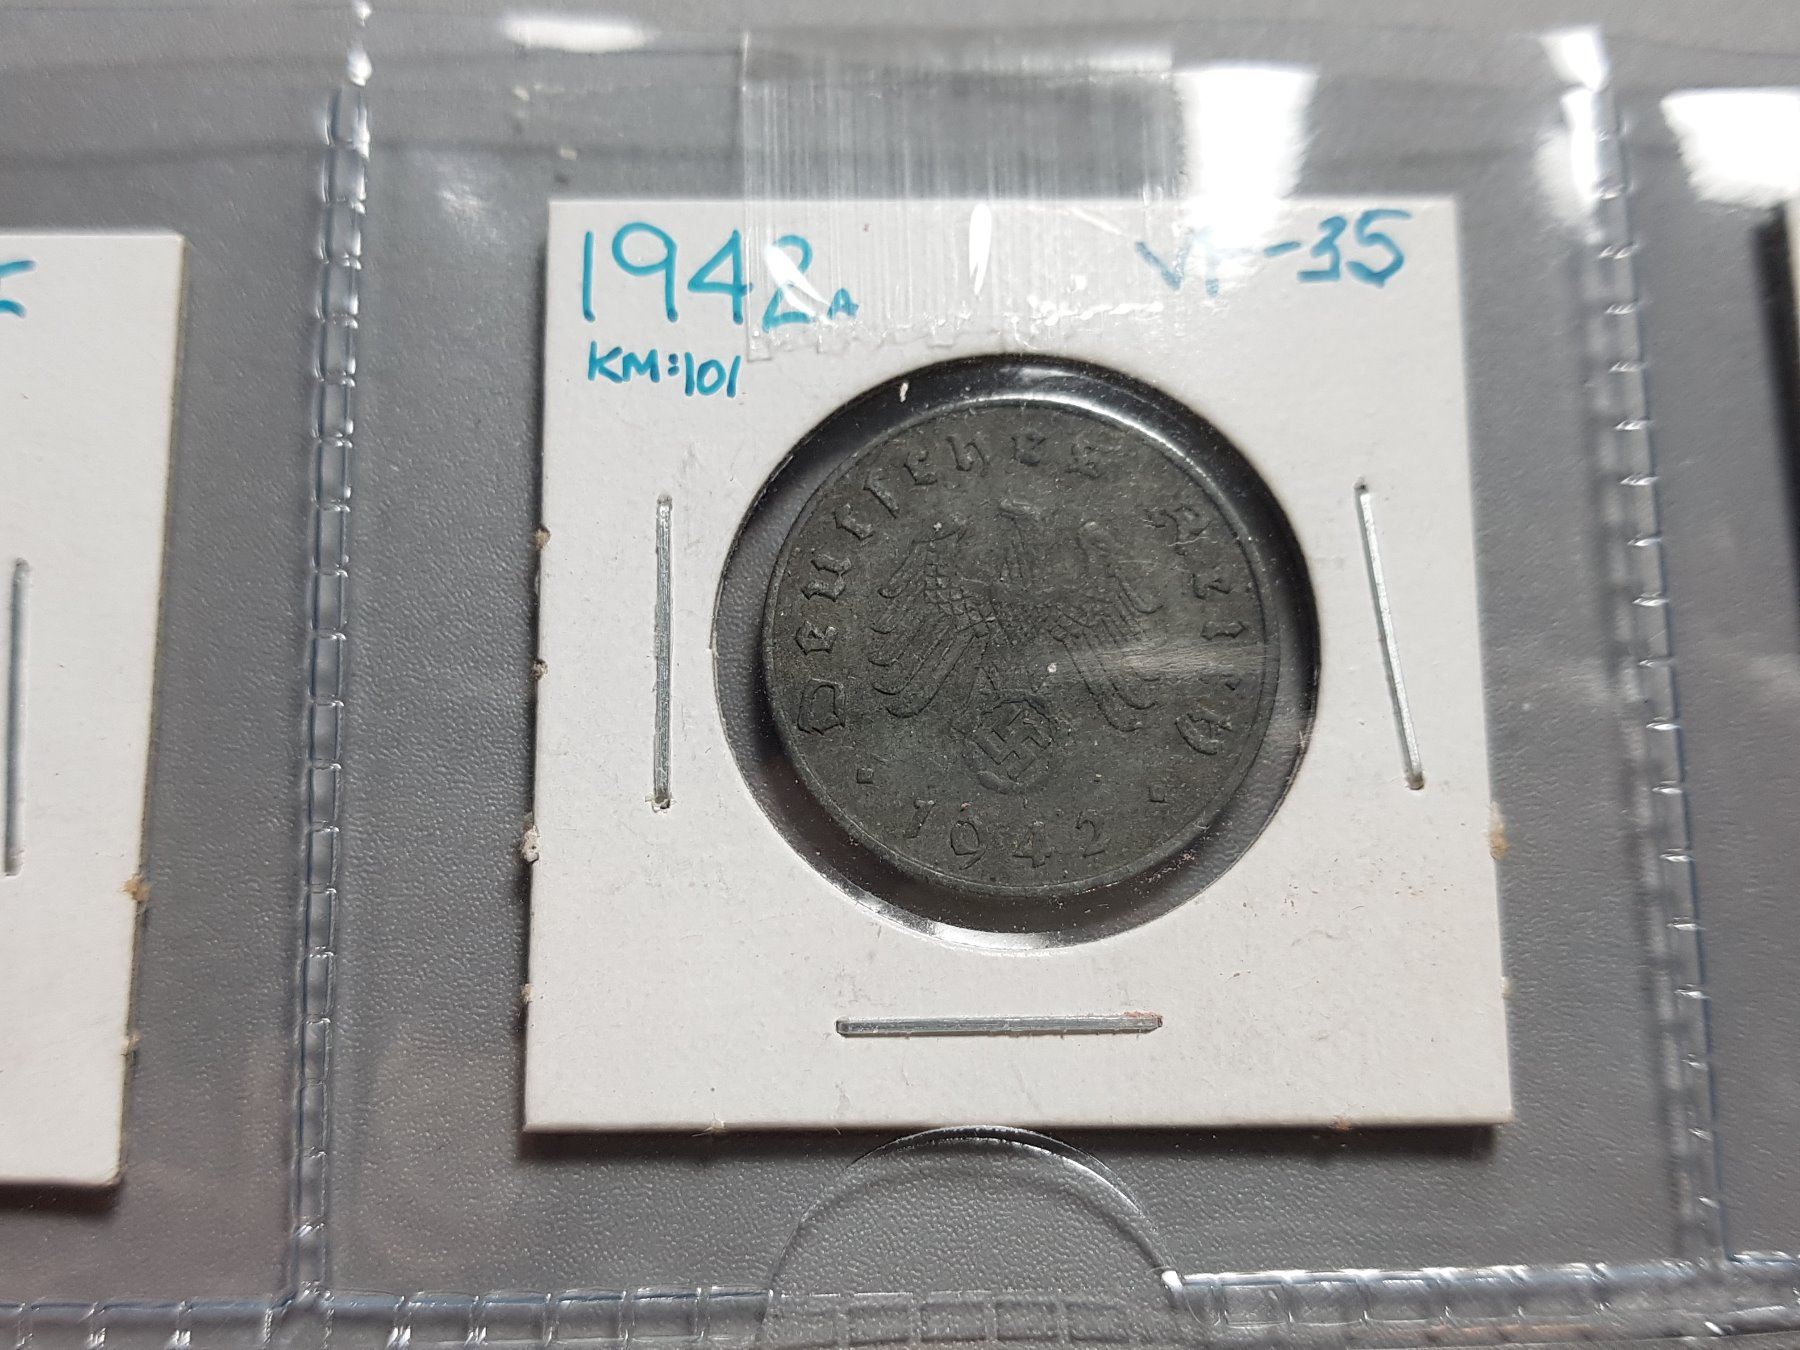 1942A
VF-35
KM:101
Deutsches Reich
1942